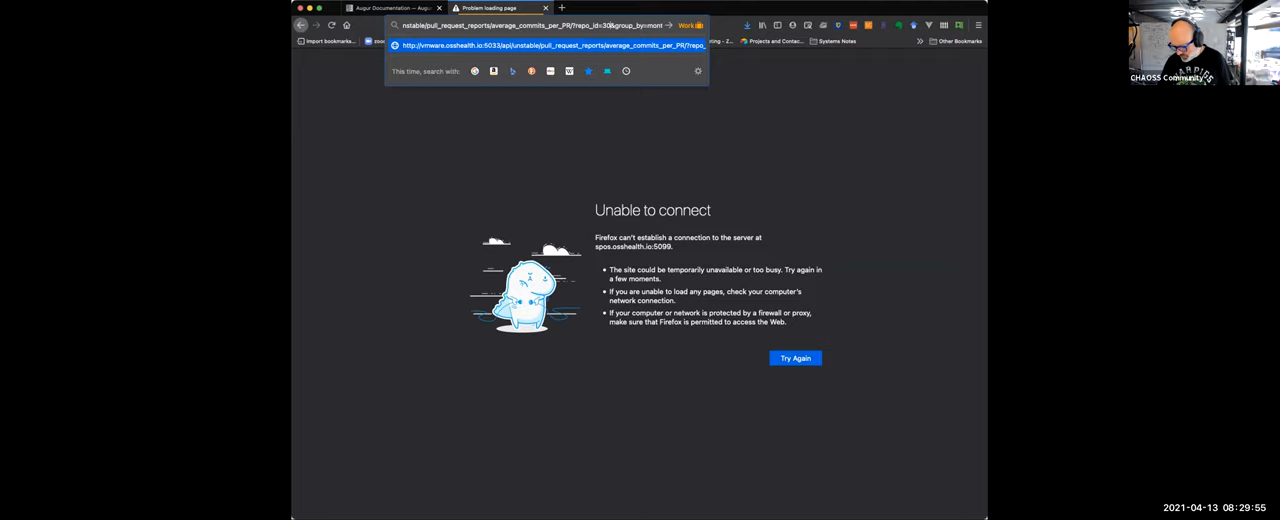 Augur Documentation — Augu
Problem loading page
nstable/pull_request_reports/average_commits_per_PR/?repo_id=30&group_by=mont
Work
http://vmware.osshealth.io:5033/api/unstable/pull_request_reports/average_commits_per_PR/?repo_
This time, search with:
Import bookmarks...
Projects and Contac...
Systems Notes
Other Bookmarks
CHAOSS Community
Unable to connect
Firefox can't establish a connection to the server at
spos.osshealth.io:5099.
The site could be temporarily unavailable or too busy. Try again in
a few moments.
If you are unable to load any pages, check your computer's
network connection.
If your computer or network is protected by a firewall or proxy,
make sure that Firefox is permitted to access the Web.
Try Again
2021-04-13 08:29:55